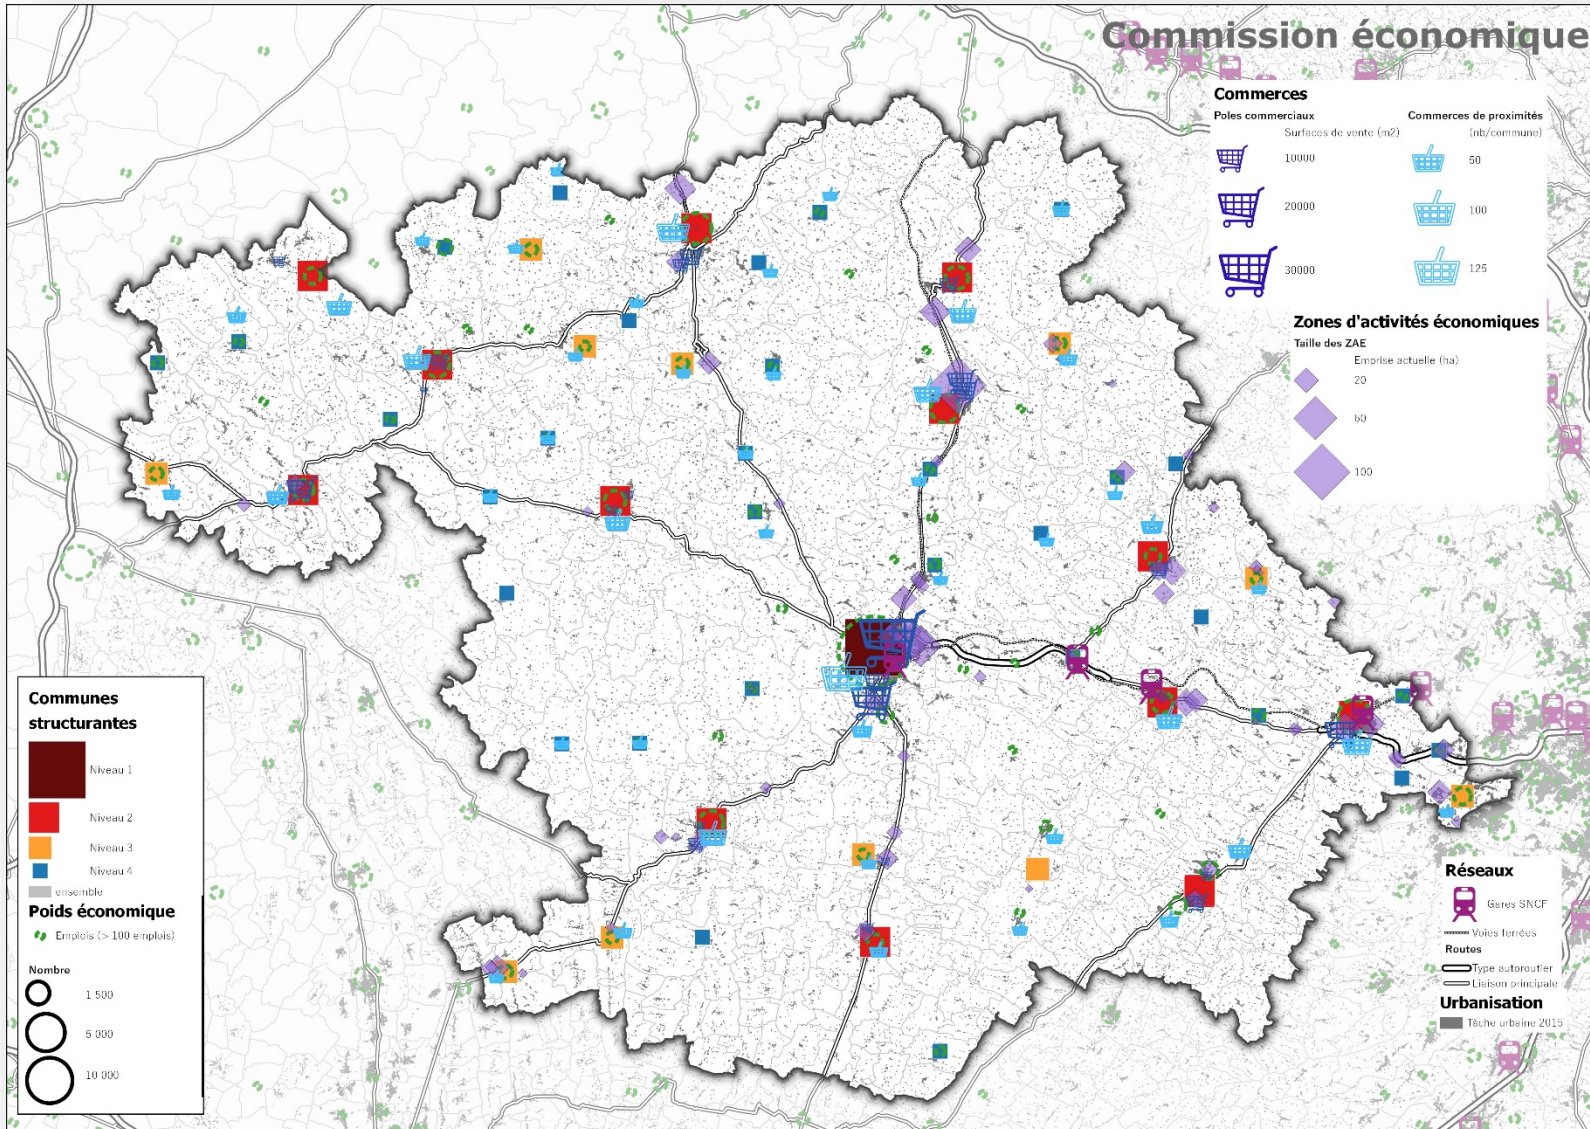 Commission économique
Commerces
Poles commerciaux
Commerces de proximités
Surfaces de vente (m2)
(nb/commune)
10000
50
20000
100
30000
125
Zones d'activités économiques
Taille des ZAE
Emprise actuelle (ha)
20
60
100
Communes
structurantes
Niveau 1
Niveau 2
Niveau 3
Niveau 4
ensemble
Poids économique
Emplois (> 100 emplois)
Nombre
1 500
5 000
10 000
Réseaux
Gares SNCF
Voies ferrées
Routes
Type autoroutier
Liaison principale
Urbanisation
Tâche urbaine 2015